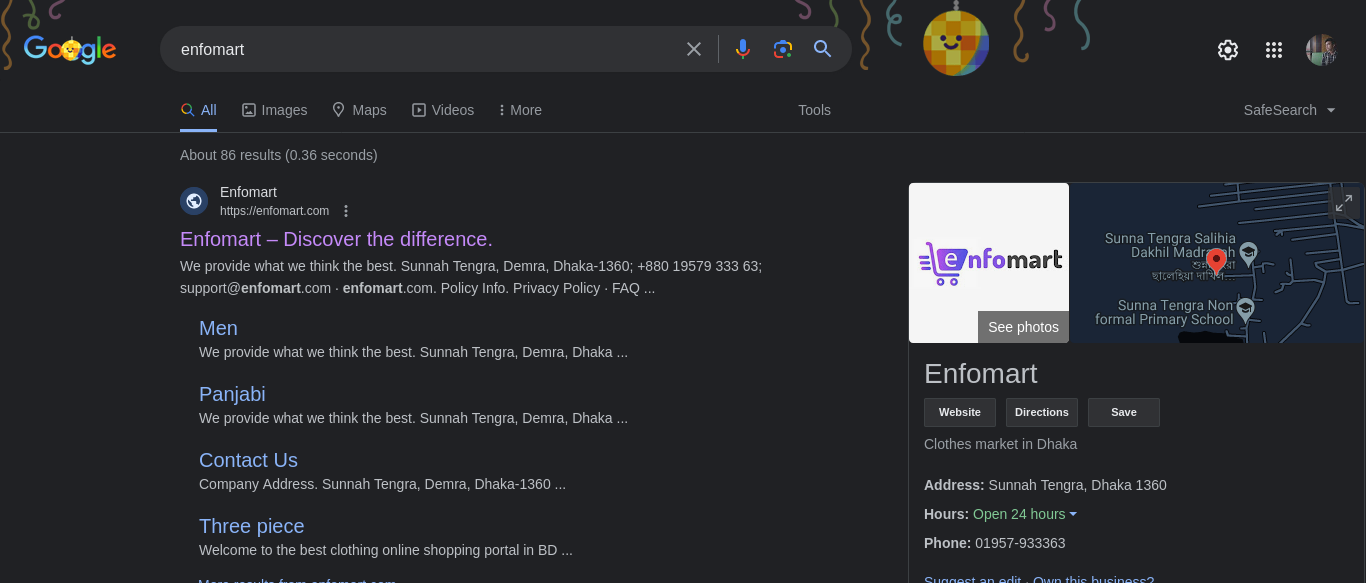 Google
enfomart
All
Images
Maps
Videos
More
Tools
SafeSearch
About 86 results (0.36 seconds)
Enfomart
https://enfomart.com
Enfomart – Discover the difference.
We provide what we think the best. Sunnah Tengra, Demra, Dhaka-1360; +880 19579 333 63;
support@enfomart.com · enfomart.com. Policy Info. Privacy Policy · FAQ ...
Men
We provide what we think the best. Sunnah Tengra, Demra, Dhaka ...
Panjabi
We provide what we think the best. Sunnah Tengra, Demra, Dhaka ...
Contact Us
Company Address. Sunnah Tengra, Demra, Dhaka-1360 ...
Three piece
Welcome to the best clothing online shopping portal in BD ...
More results from enfomart.com
enfomart
See photos
Sunna Tengra Salihia
Dakhil Madrasah
ছালেহিয়া দাখিল...
Sunna Tengra Non
formal Primary School
Enfomart
Website
Directions
Save
Clothes market in Dhaka
Address: Sunnah Tengra, Dhaka 1360
Hours: Open 24 hours
Phone: 01957-933363
Suggest an edit · Own this business?